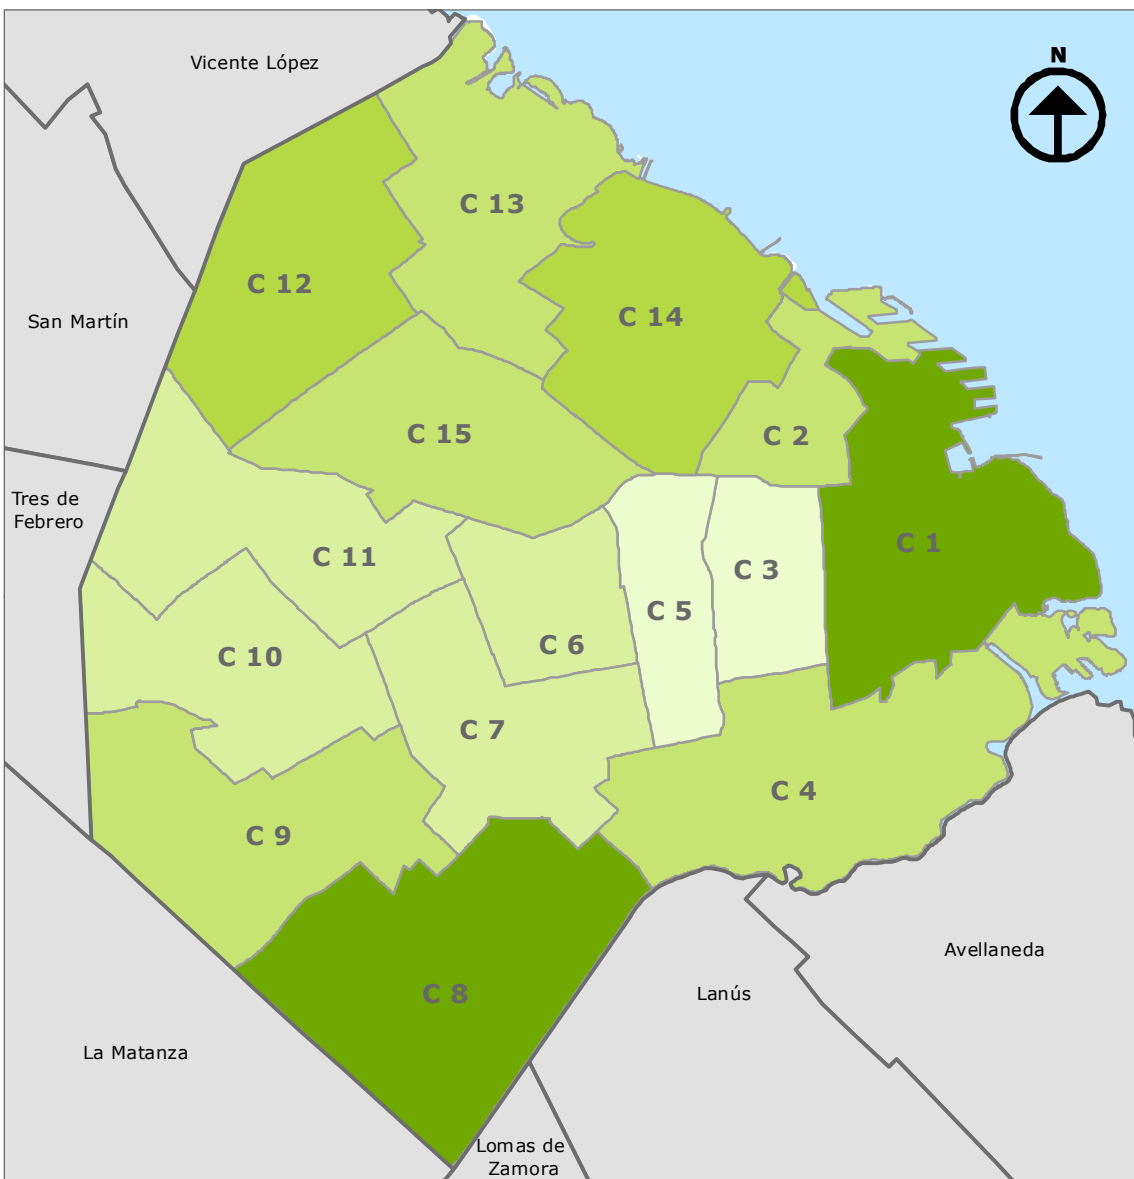 Vicente López
N
C 13
C 12
C 14
San Martín
C 15
C 2
Tres de
Febrero
C 1
C 11
C 3
C 5
C 6
C 10
C 7
C 4
C 9
Avellaneda
C 8
Lanús
La Matanza
Lomas de
Zamora